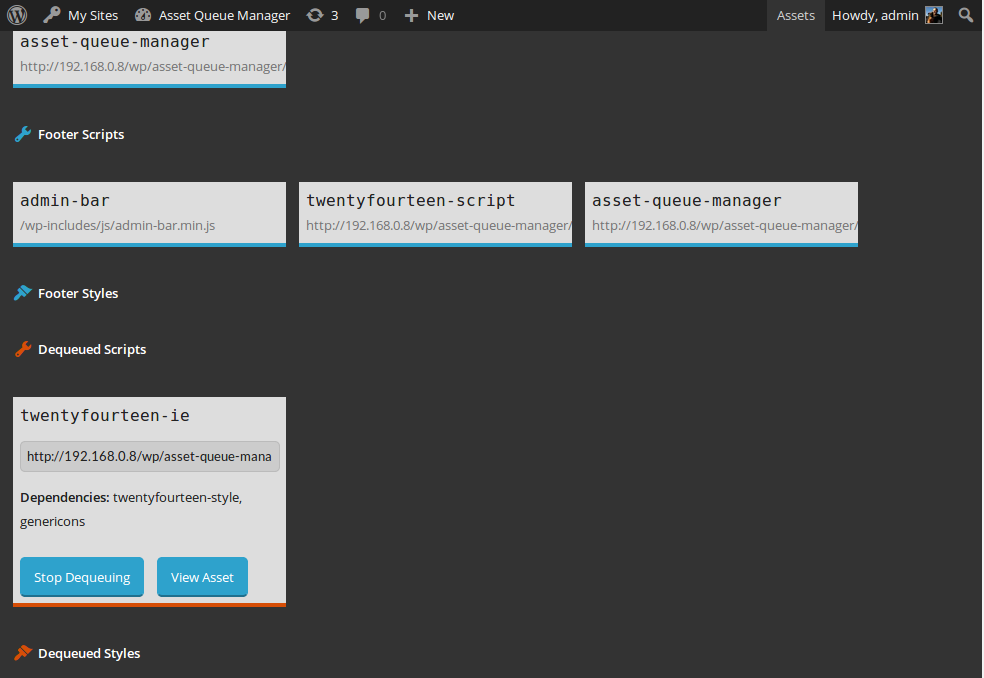 My Sites Asset Queue Manager 3 0 New Assets Howdy, admin
asset-queue-manager
http://192.168.0.8/wp/asset-queue-manager/
Footer Scripts
admin-bar twentyfourteen-script asset-queue-manager
/wp-includes/js/admin-bar.min.js http://192.168.0.8/wp/asset-queue-manager/ http://192.168.0.8/wp/asset-queue-manager/
Footer Styles
Dequeued Scripts
twentyfourteen-ie
http://192.168.0.8/wp/asset-queue-mana
Dependencies: twentyfourteen-style,
genericons
Stop Dequeuing View Asset
Dequeued Styles